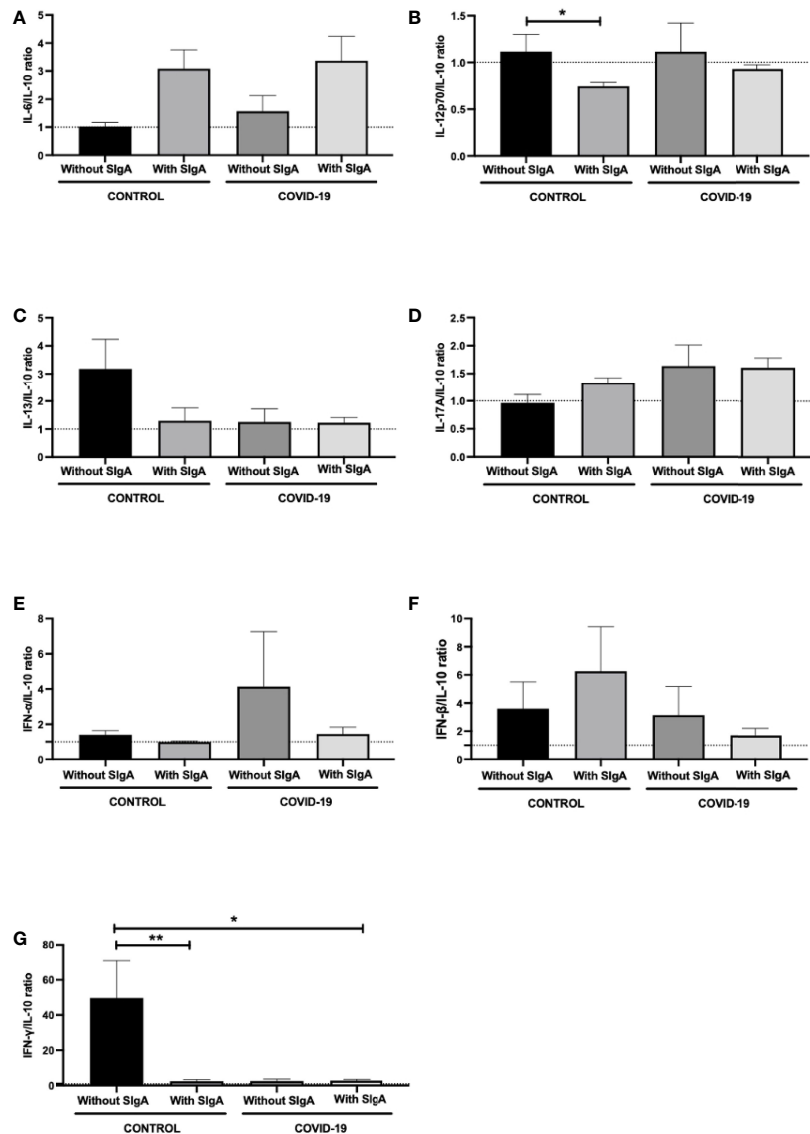 A
IL-6/IL-10 ratio
5
4
3
2
1
0
Without SIgA With SIgA Without SIgA With SIgA
CONTROL COVID-19
B
*
IL-12p70/IL-10 ratio
1.5
1.0
0.5
0.0
Without SIgA With SIgA Without SIgA With SIgA
CONTROL COVID-19
C
IL-13/IL-10 ratio
5
4
3
2
1
0
Without SIgA With SIgA Without SIgA With SIgA
CONTROL COVID-19
D
IL-17A/IL-10 ratio
2.5
2.0
1.5
1.0
0.5
0.0
Without SIgA With SIgA Without SIgA With SIgA
CONTROL COVID-19
E
IFN-α/IL-10 ratio
8
6
4
2
0
Without SIgA With SIgA Without SIgA With SIgA
CONTROL COVID-19
F
IFN-β/IL-10 ratio
10
8
6
4
2
0
Without SIgA With SIgA Without SIgA With SIgA
CONTROL COVID-19
G
*
**
IFN-γ/IL-10 ratio
80
60
40
20
0
Without SIgA With SIgA Without SIgA With SIgA
CONTROL COVID-19